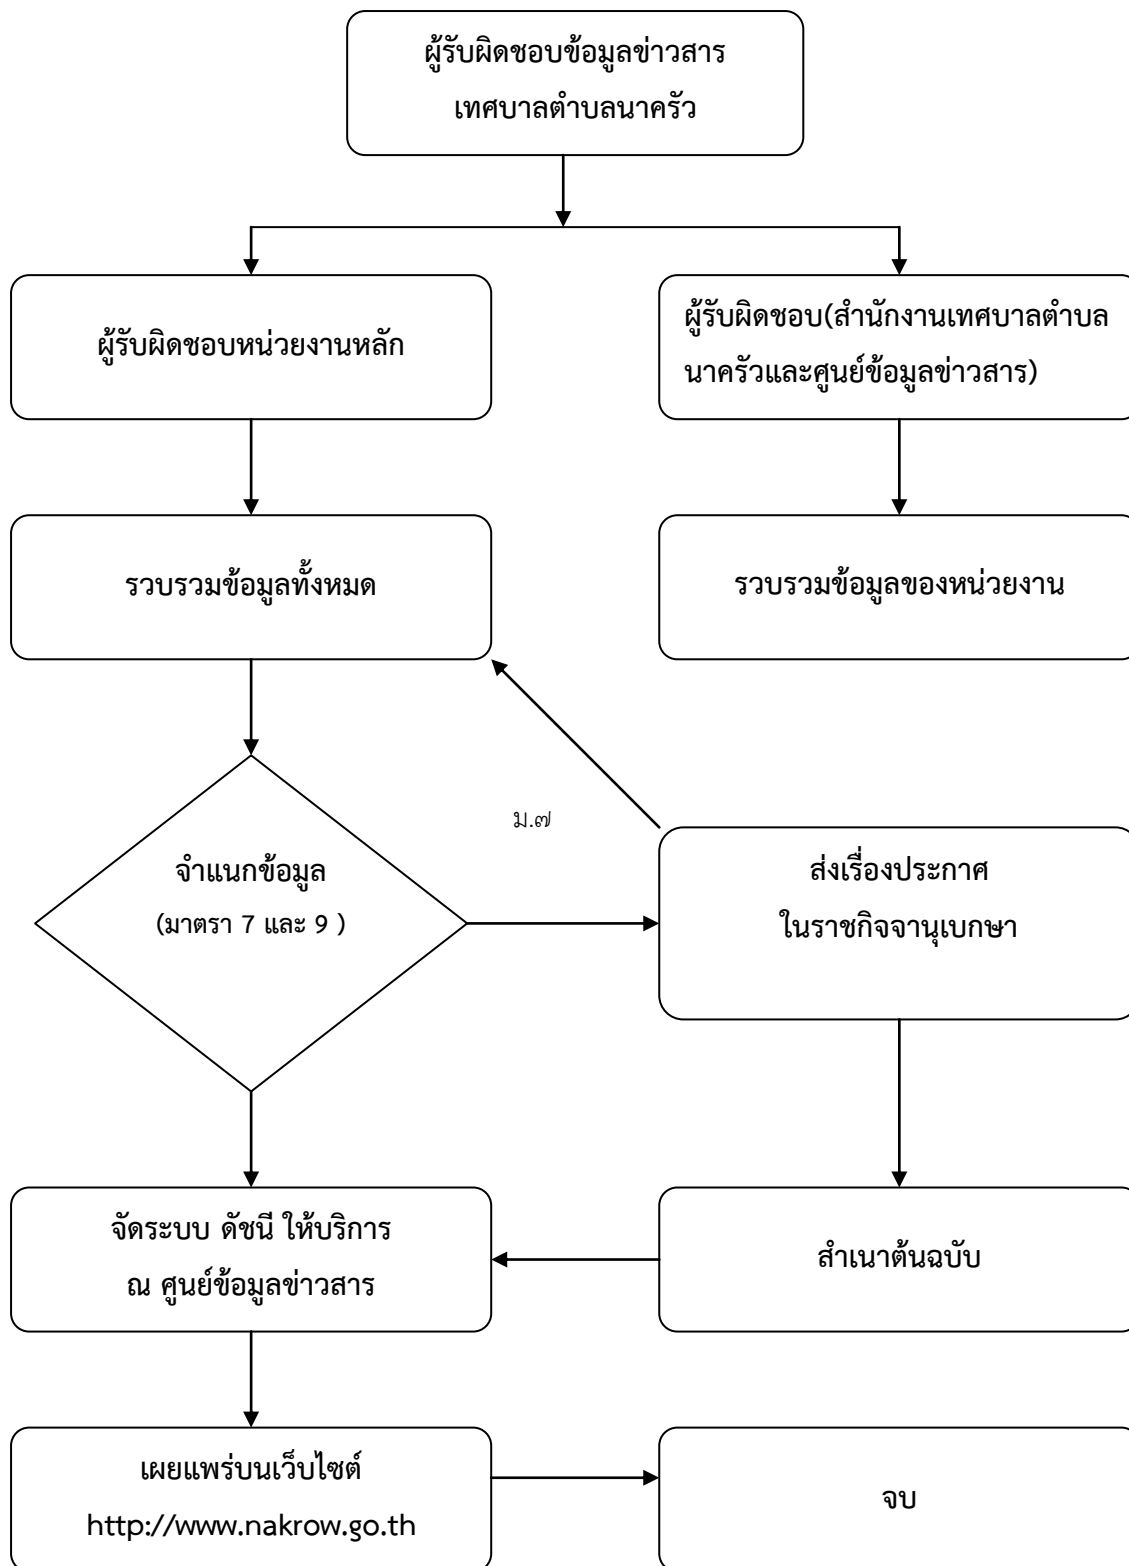 ผู้รับผิดชอบข้อมูลข่าวสาร
เทศบาลตำบลนาครัว
ผู้รับผิดชอบหน่วยงานหลัก
ผู้รับผิดชอบ(สำนักงานเทศบาลตำบล
นาครัวและศูนย์ข้อมูลข่าวสาร)
รวบรวมข้อมูลทั้งหมด
รวบรวมข้อมูลของหน่วยงาน
ม.๗
จำแนกข้อมูล
(มาตรา 7 และ 9 )
ส่งเรื่องประกาศ
ในราชกิจจานุเบกษา
จัดระบบ ดัชนี ให้บริการ
ณ ศูนย์ข้อมูลข่าวสาร
สำเนาต้นฉบับ
เผยแพร่บนเว็บไซต์
http://www.nakrow.go.th
จบ